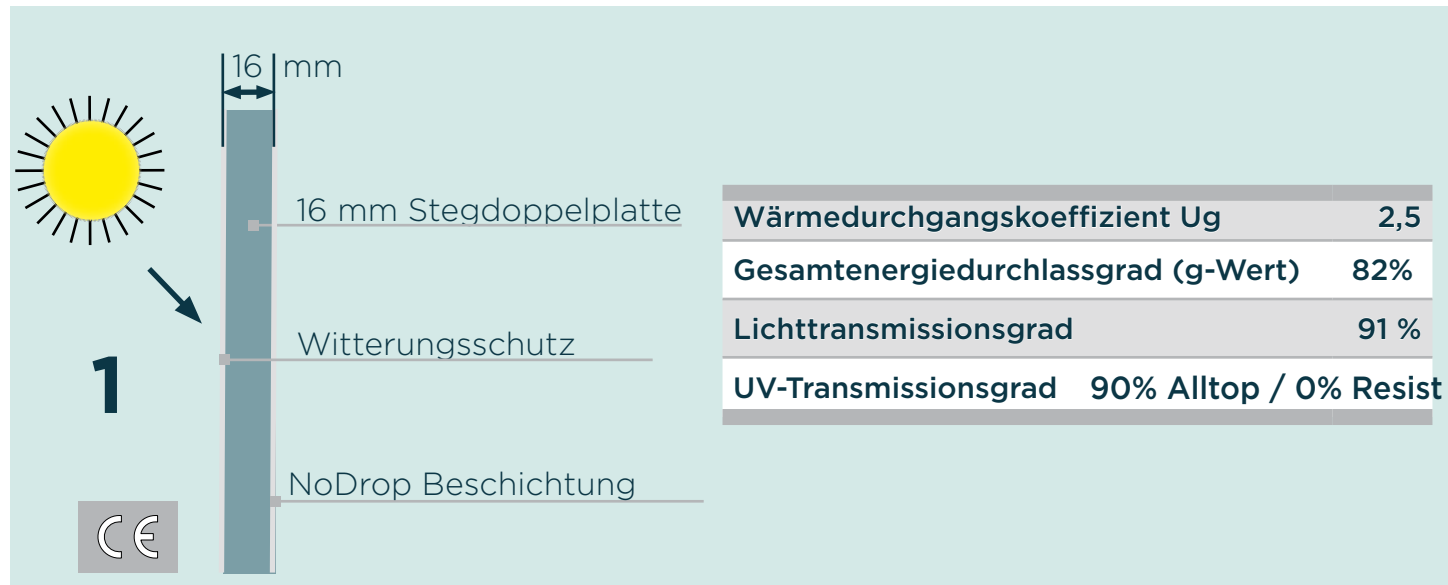 16 mm
16 mm Stegdoppelplatte
Witterungsschutz
1
NoDrop Beschichtung
CE
Wärmedurchgangskoeffizient Ug 2,5
Gesamtenergiedurchlassgrad (g-Wert) 82%
Lichttransmissionsgrad 91 %
UV-Transmissionsgrad 90% Alltop / 0% Resist